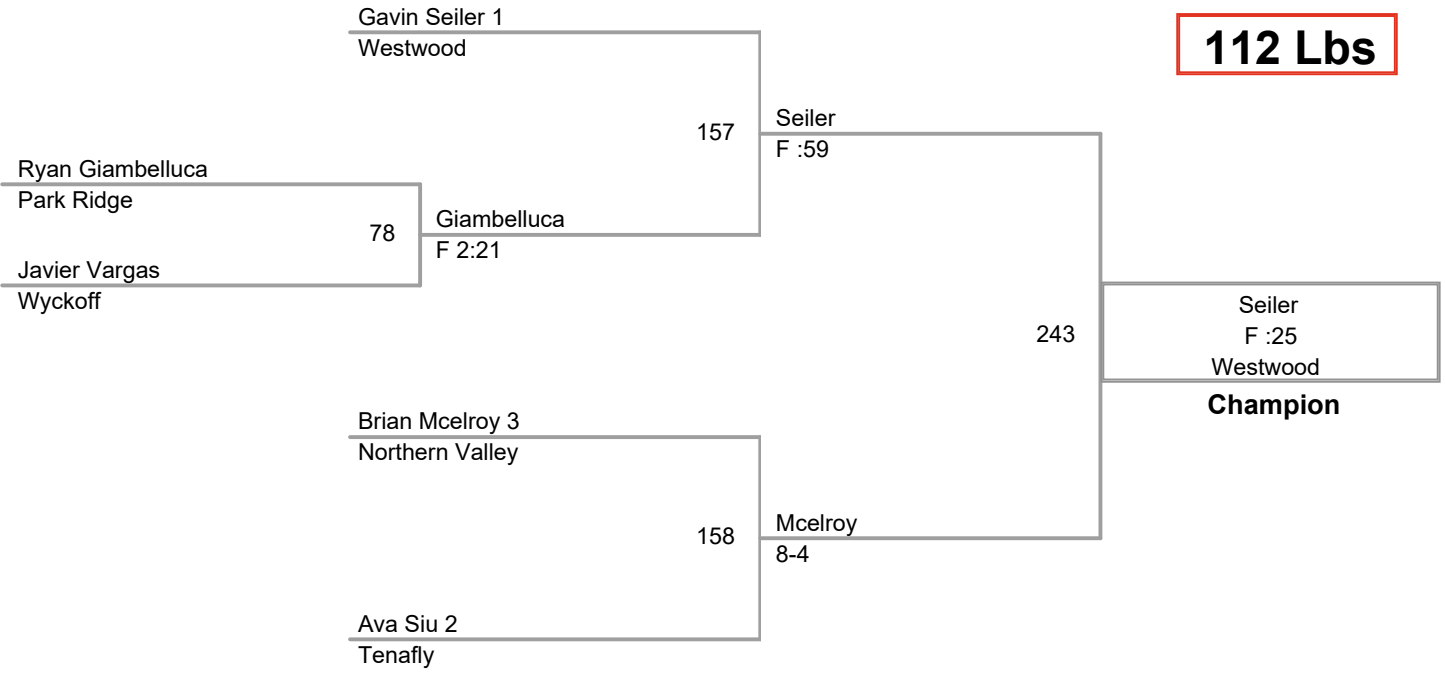 Gavin Seiler 1
Westwood
112 Lbs
157
Seiler
F :59
Ryan Giambelluca
Park Ridge
78
Giambelluca
F 2:21
Javier Vargas
Wyckoff
243
Seiler
F :25
Westwood
Champion
Brian Mcelroy 3
Northern Valley
158
Mcelroy
8-4
Ava Siu 2
Tenafly